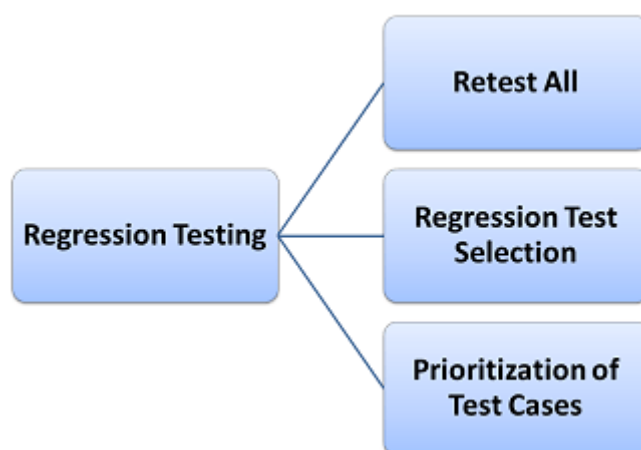 Retest All
Regression Testing
Regression Test
Selection
Prioritization of
Test Cases